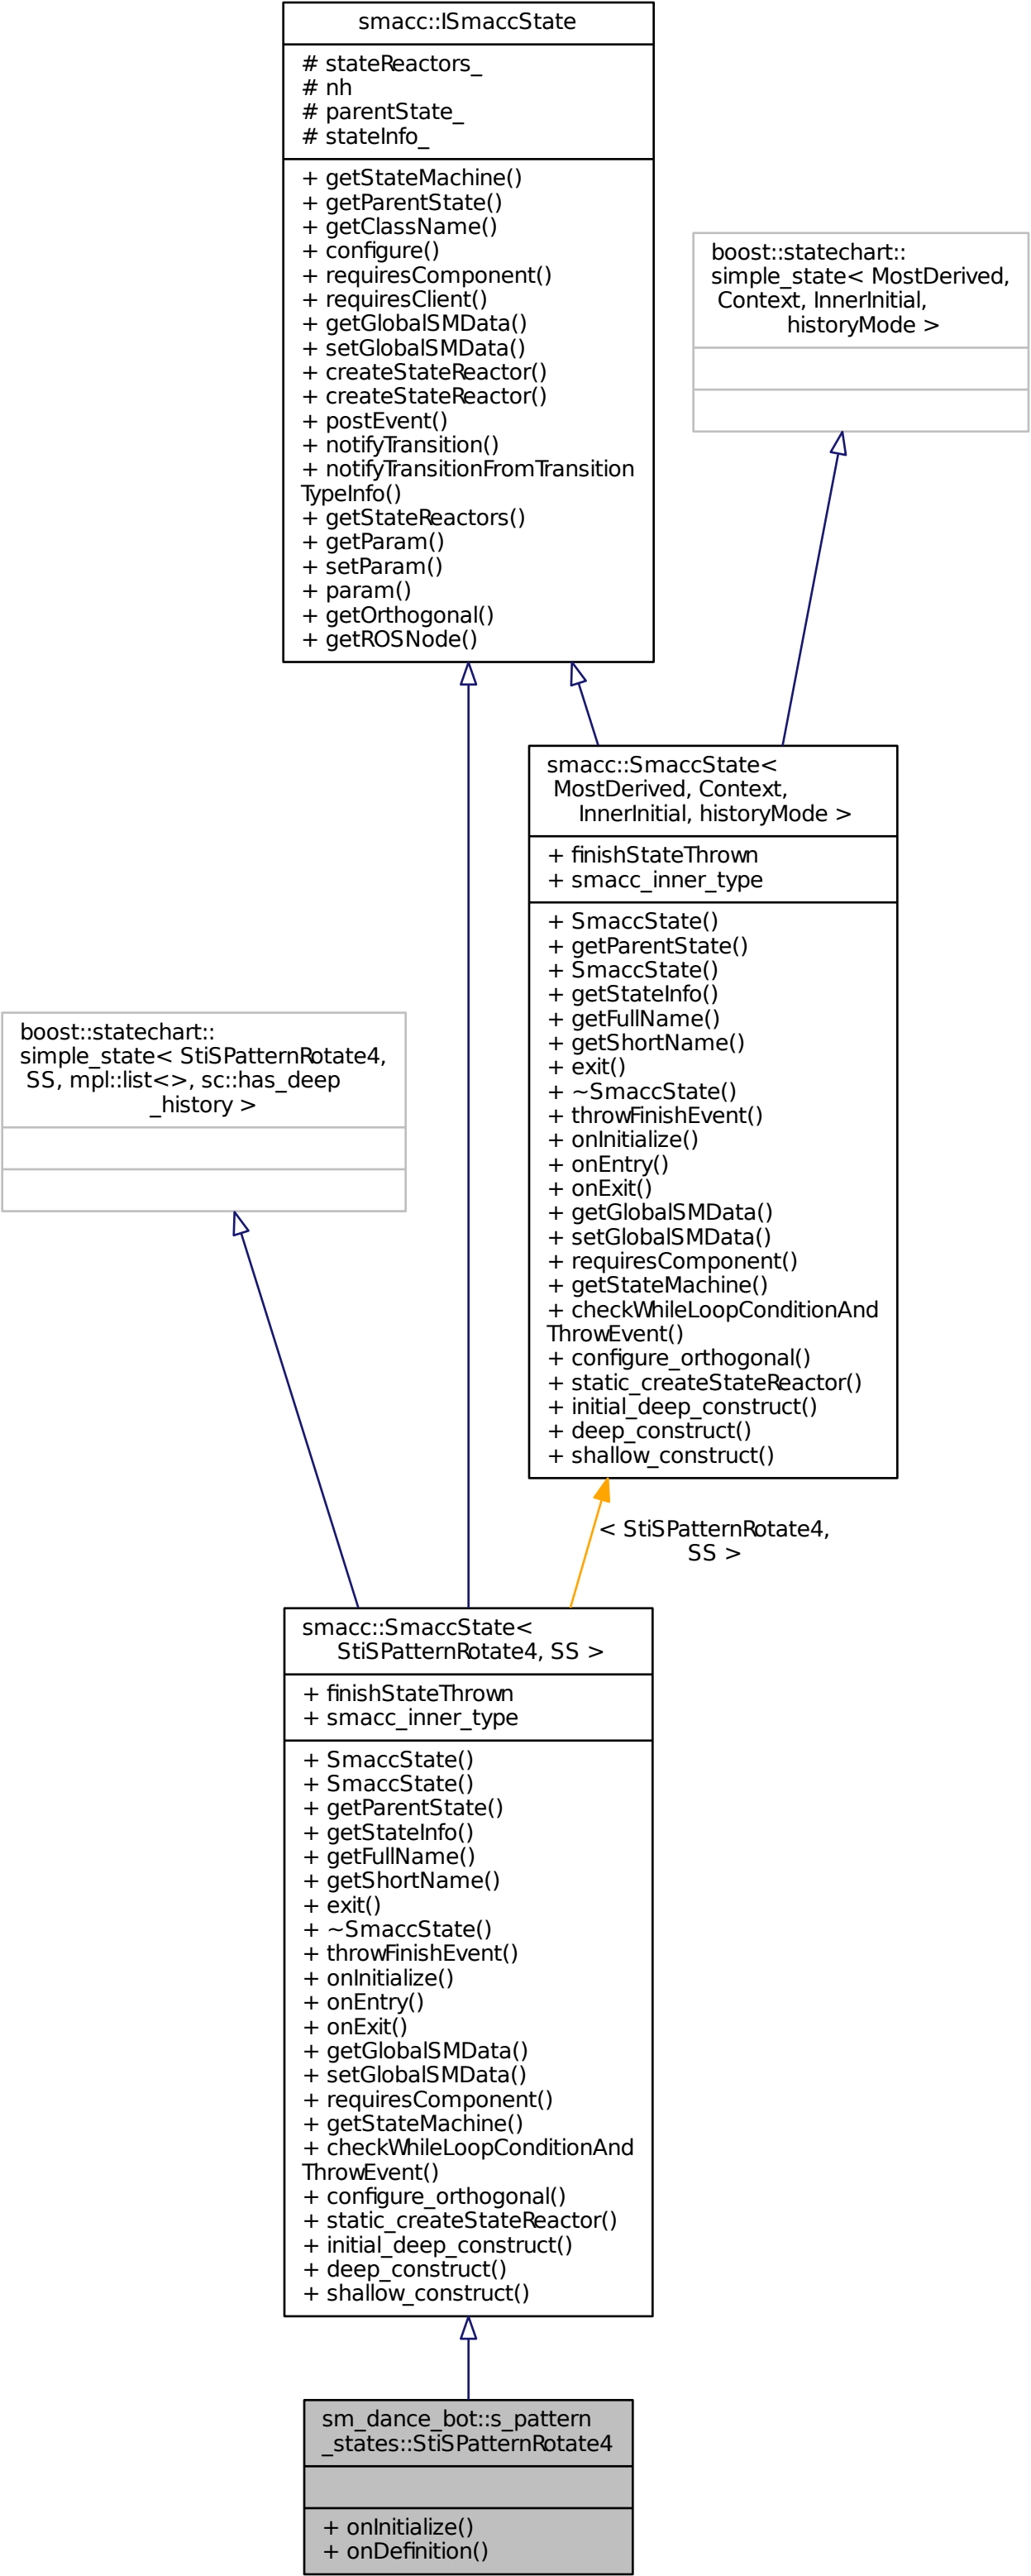 smacc::ISmaccState
# stateReactors_
# nh
# parentState_
# stateInfo_
+ getStateMachine()
+ getParentState()
+ getClassName()
+ configure()
+ requiresComponent()
+ requiresClient()
+ getGlobalSMData()
+ setGlobalSMData()
+ createStateReactor()
+ createStateReactor()
+ postEvent()
+ notifyTransition()
+ notifyTransitionFromTransition
TypeInfo()
+ getStateReactors()
+ getParam()
+ setParam()
+ param()
+ getOrthogonal()
+ getROSNode()
boost::statechart::
simple_state< MostDerived,
Context, InnerInitial,
historyMode >
smacc::SmaccState<
MostDerived, Context,
InnerInitial, historyMode >
+ finishStateThrown
+ smacc_inner_type
+ SmaccState()
+ getParentState()
+ SmaccState()
+ getStateInfo()
+ getFullName()
+ getShortName()
+ exit()
+ ~SmaccState()
+ throwFinishEvent()
+ onInitialize()
+ onEntry()
+ onExit()
+ getGlobalSMData()
+ setGlobalSMData()
+ requiresComponent()
+ getStateMachine()
+ checkWhileLoopConditionAnd
ThrowEvent()
+ configure_orthogonal()
+ static_createStateReactor()
+ initial_deep_construct()
+ deep_construct()
+ shallow_construct()
boost::statechart::
simple_state< StiSPatternRotate4,
SS, mpl::list<>, sc::has_deep
_history >
< StiSPatternRotate4,
SS >
smacc::SmaccState<
StiSPatternRotate4, SS >
+ finishStateThrown
+ smacc_inner_type
+ SmaccState()
+ SmaccState()
+ getParentState()
+ getStateInfo()
+ getFullName()
+ getShortName()
+ exit()
+ ~SmaccState()
+ throwFinishEvent()
+ onInitialize()
+ onEntry()
+ onExit()
+ getGlobalSMData()
+ setGlobalSMData()
+ requiresComponent()
+ getStateMachine()
+ checkWhileLoopConditionAnd
ThrowEvent()
+ configure_orthogonal()
+ static_createStateReactor()
+ initial_deep_construct()
+ deep_construct()
+ shallow_construct()
sm_dance_bot::s_pattern
_states::StiSPatternRotate4
+ onInitialize()
+ onDefinition()